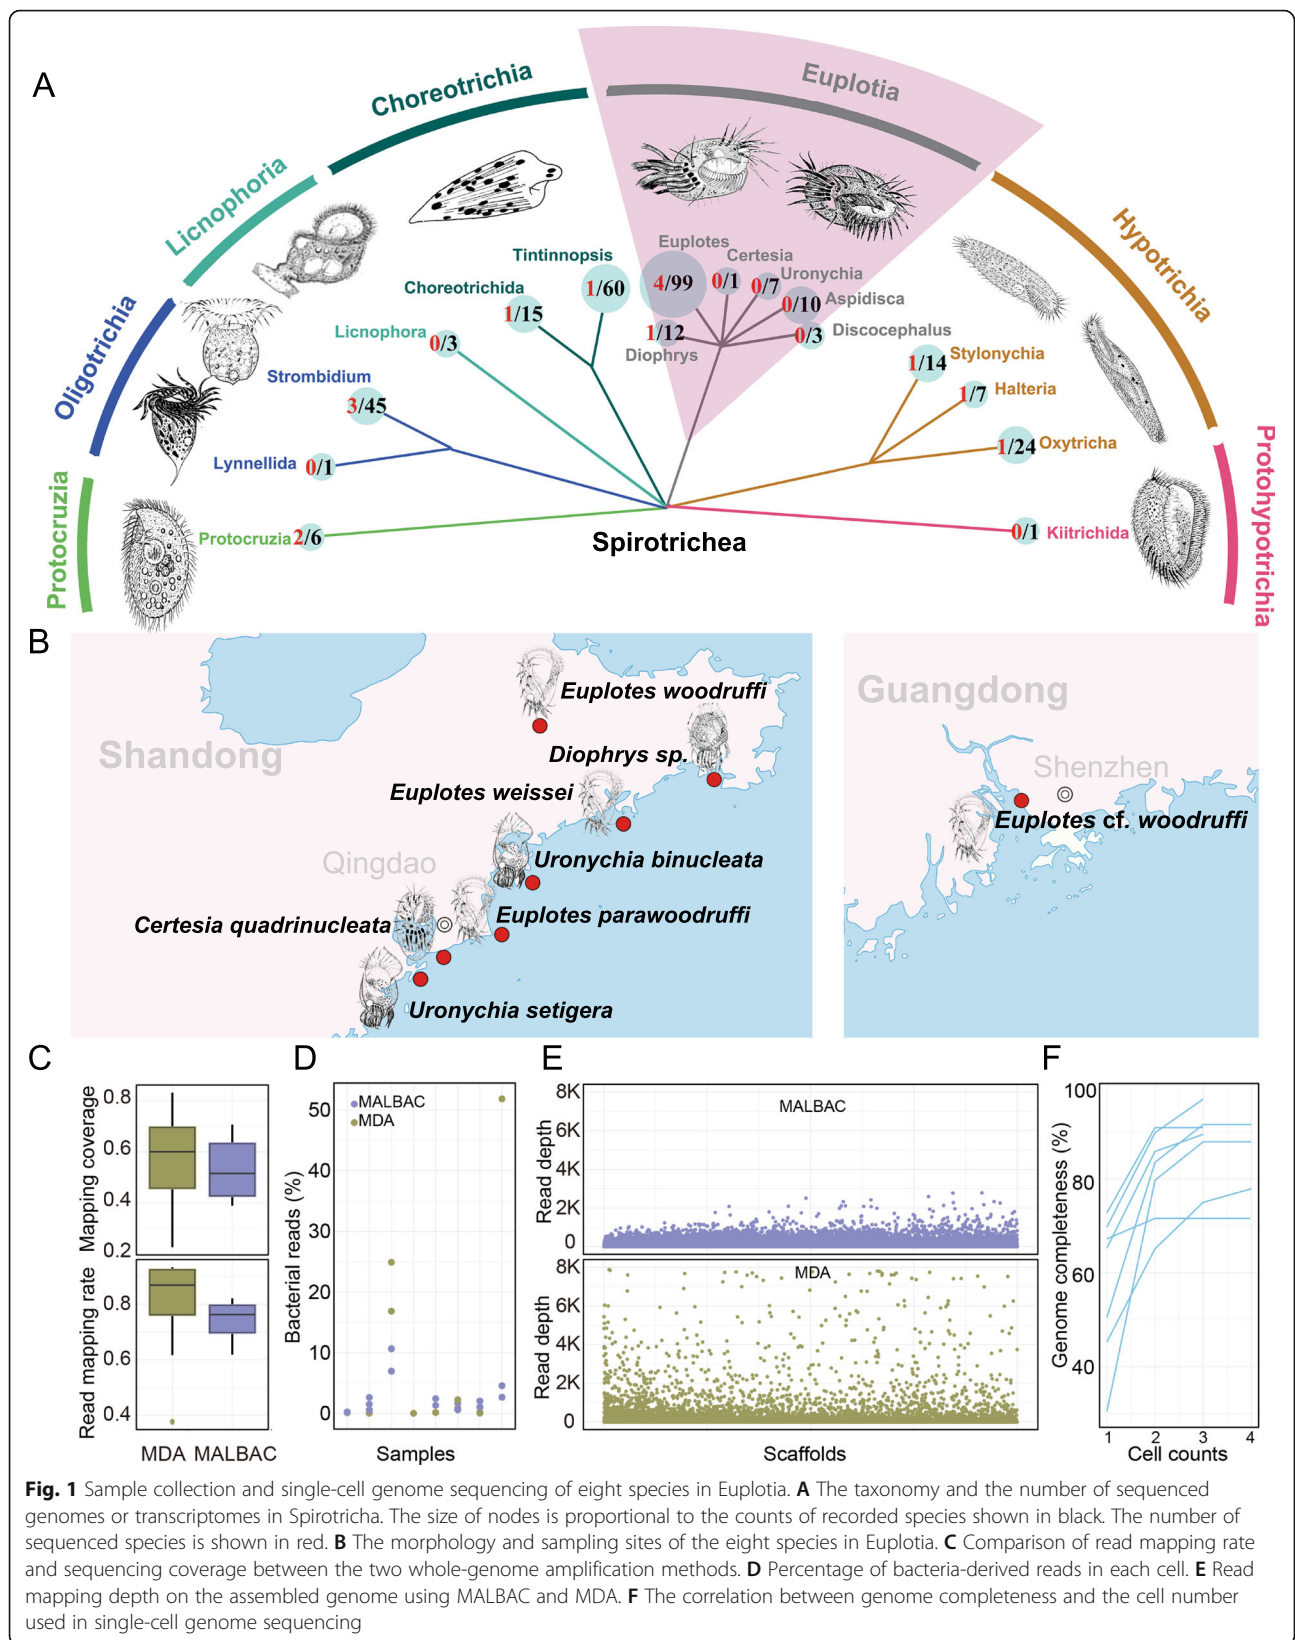 A
Choreotrichia
Euplotia
Licnophoria
Hypotrichia
Oligotrichia
Protocruzia
Protohypotrichia
Tintinnopsis
1/60
Choreotrichida
1/15
Licnophora
0/3
Strombidium
3/45
Lynnellida
0/1
Protocruzia 2/6
Euplotes
4/99
Certesia
0/1
Uronychia
0/7
Aspidisca
0/10
Discocephalus
0/3
1/12
Diophrys
Stylonychia
1/14
Halteria
1/7
Oxytricha
1/24
0/1 Kiitrichida
Spirotrichea
B
Shandong
Qingdao
Euplotes woodruffi
Diophrys sp.
Euplotes weissei
Uronychia binucleata
Certesia quadrinucleata
Euplotes parawoodruffi
Uronychia setigera
Guangdong
Shenzhen
Euplotes cf. woodruffi
C
Mapping coverage
0.8
0.6
0.4
0.2
Read mapping rate
0.8
0.6
0.4
MDA MALBAC
D
MALBAC
MDA
Bacterial reads (%)
50
40
30
20
10
0
Samples
E
MALBAC
Read depth
8K
6K
4K
2K
0
MDA
Read depth
8K
6K
4K
2K
0
Scaffolds
F
Genome completeness (%)
100
80
60
40
1 2 3 4
Cell counts
Fig. 1 Sample collection and single-cell genome sequencing of eight species in Euplotia. A The taxonomy and the number of sequenced
genomes or transcriptomes in Spirotricha. The size of nodes is proportional to the counts of recorded species shown in black. The number of
sequenced species is shown in red. B The morphology and sampling sites of the eight species in Euplotia. C Comparison of read mapping rate
and sequencing coverage between the two whole-genome amplification methods. D Percentage of bacteria-derived reads in each cell. E Read
mapping depth on the assembled genome using MALBAC and MDA. F The correlation between genome completeness and the cell number
used in single-cell genome sequencing